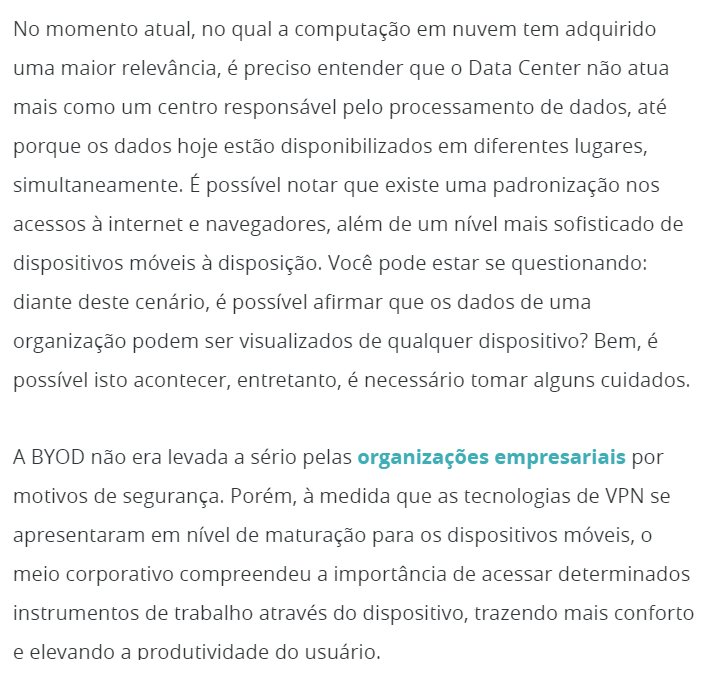 No momento atual, no qual a computação em nuvem tem adquirido
uma maior relevância, é preciso entender que o Data Center não atua
mais como um centro responsável pelo processamento de dados, até
porque os dados hoje estão disponibilizados em diferentes lugares,
simultaneamente. É possível notar que existe uma padronização nos
acessos à internet e navegadores, além de um nível mais sofisticado de
dispositivos móveis à disposição. Você pode estar se questionando:
diante deste cenário, é possível afirmar que os dados de uma
organização podem ser visualizados de qualquer dispositivo? Bem, é
possível isto acontecer, entretanto, é necessário tomar alguns cuidados.
A BYOD não era levada a sério pelas organizações empresariais por
motivos de segurança. Porém, à medida que as tecnologias de VPN se
apresentaram em nível de maturação para os dispositivos móveis, o
meio corporativo compreendeu a importância de acessar determinados
instrumentos de trabalho através do dispositivo, trazendo mais conforto
e elevando a produtividade do usuário.